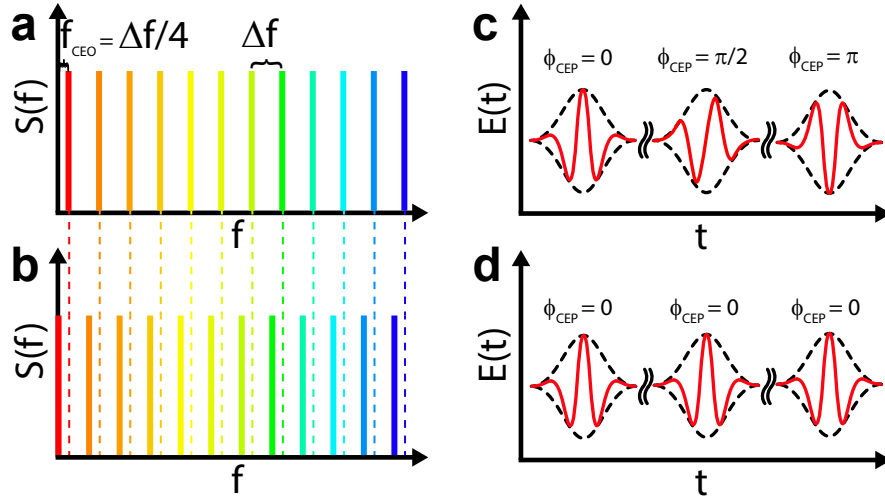 a
f_CEO = Δf/4
Δf
S(f)
f
b
S(f)
f
c
ϕ_CEP = 0
ϕ_CEP = π/2
ϕ_CEP = π
E(t)
t
d
ϕ_CEP = 0
ϕ_CEP = 0
ϕ_CEP = 0
E(t)
t